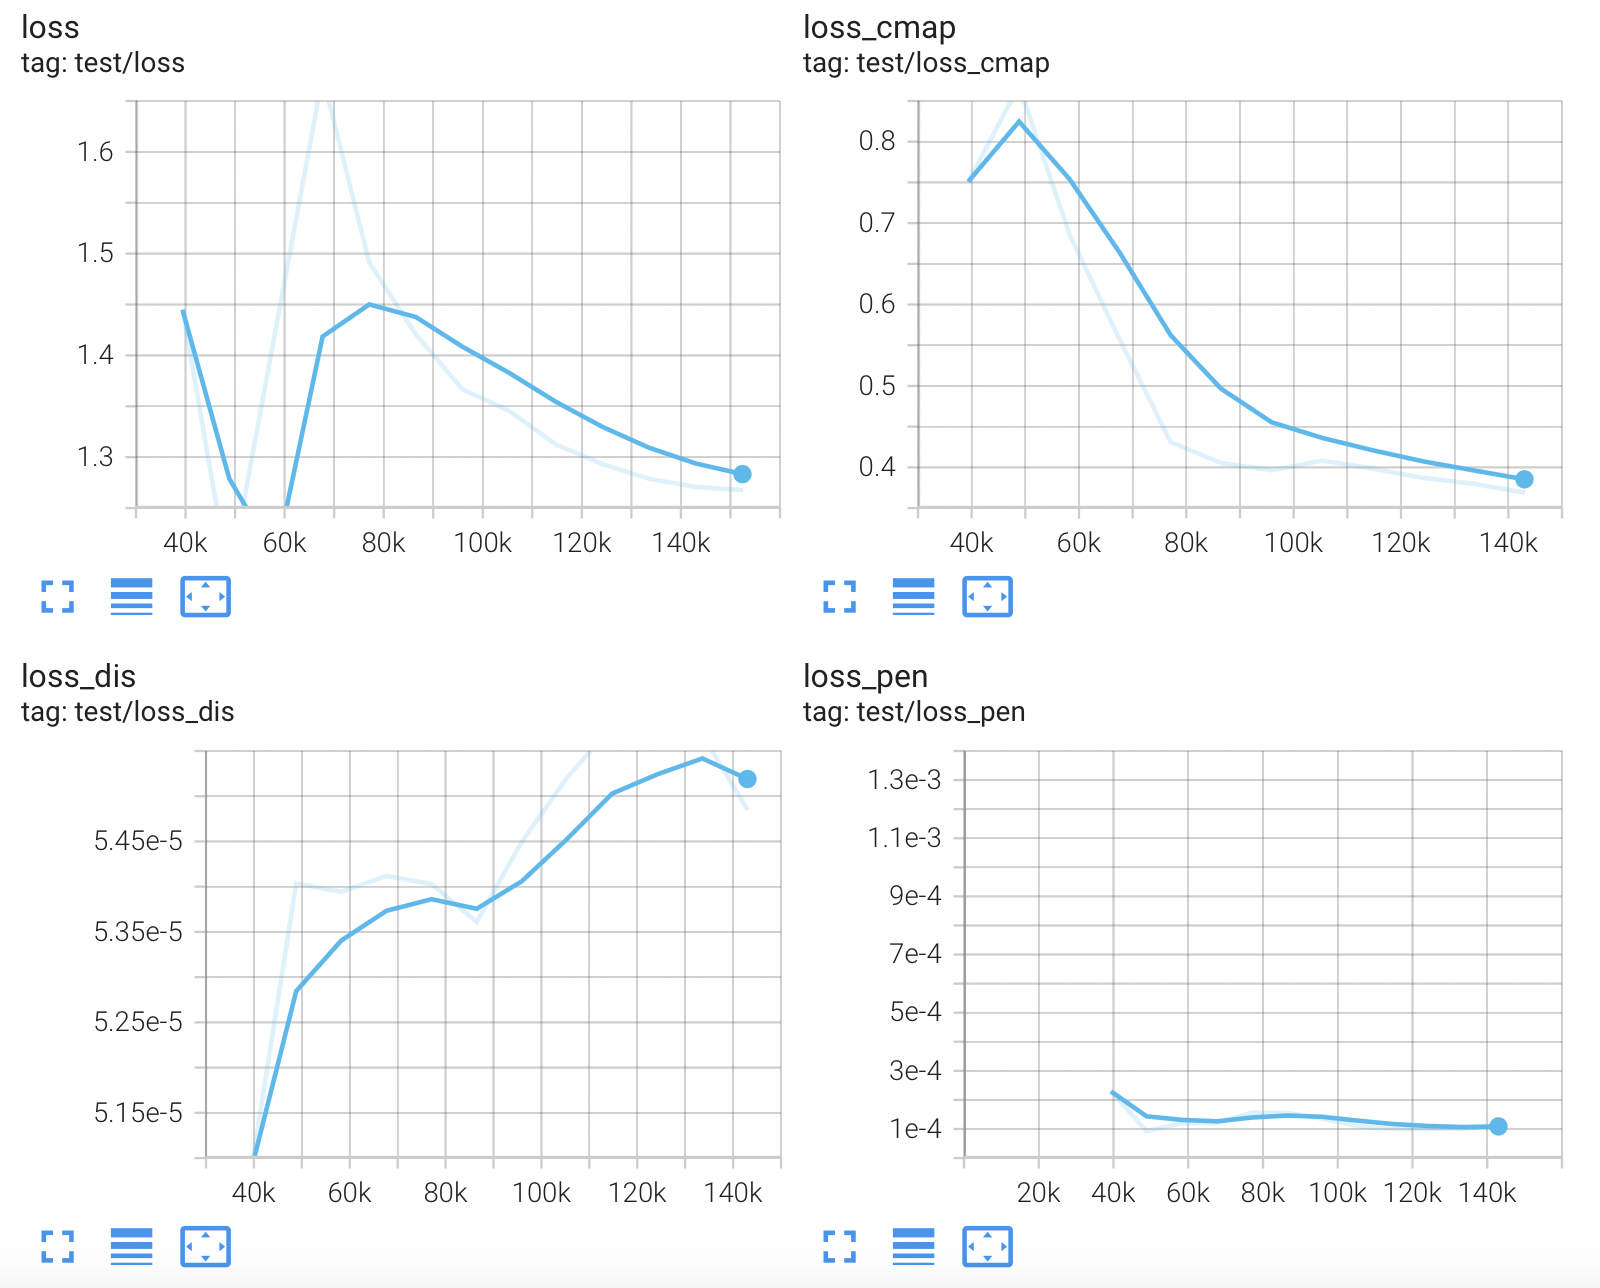 loss
tag: test/loss
1.6
1.5
1.4
1.3
40k 60k 80k 100k 120k 140k
loss_cmap
tag: test/loss_cmap
0.8
0.7
0.6
0.5
0.4
40k 60k 80k 100k 120k 140k
loss_dis
tag: test/loss_dis
5.45e-5
5.35e-5
5.25e-5
5.15e-5
40k 60k 80k 100k 120k 140k
loss_pen
tag: test/loss_pen
1.3e-3
1.1e-3
9e-4
7e-4
5e-4
3e-4
1e-4
20k 40k 60k 80k 100k 120k 140k